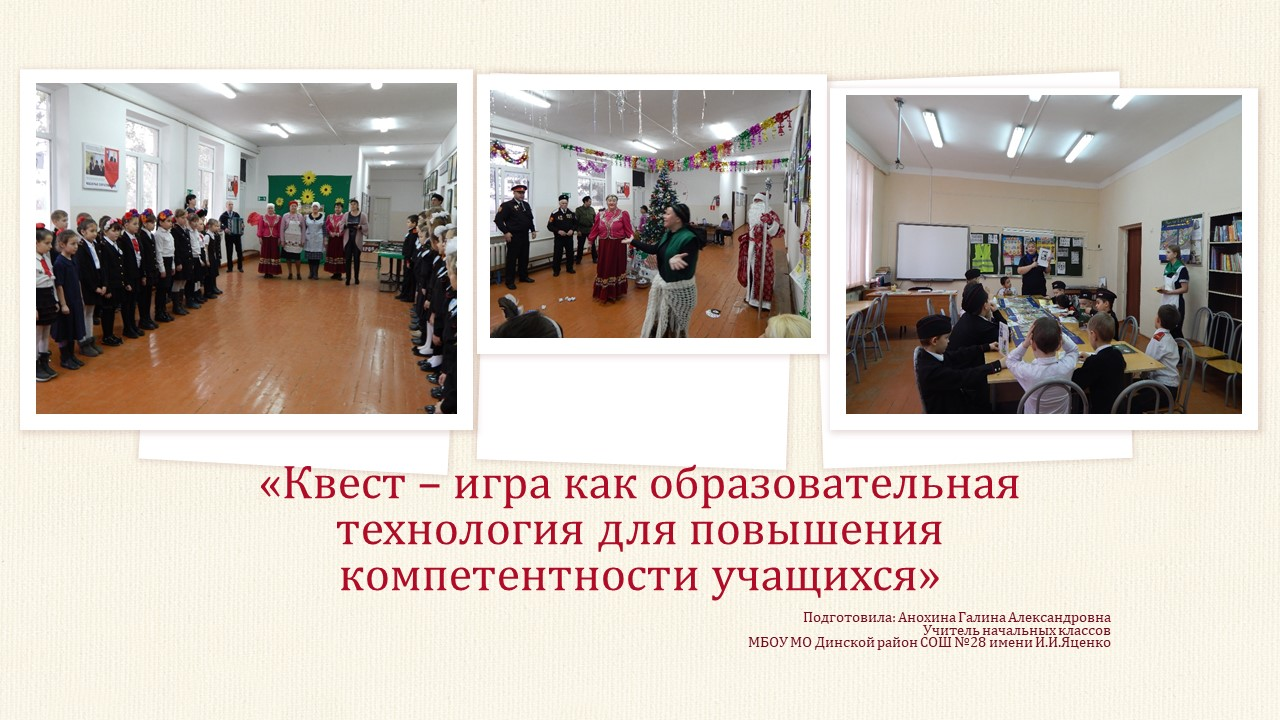 «Квест – игра как образовательная
технология для повышения
компетентности учащихся»
Подготовила: Анохина Галина Александровна
Учитель начальных классов
МБОУ МО Динской район СОШ №28 имени И.И.Яценко